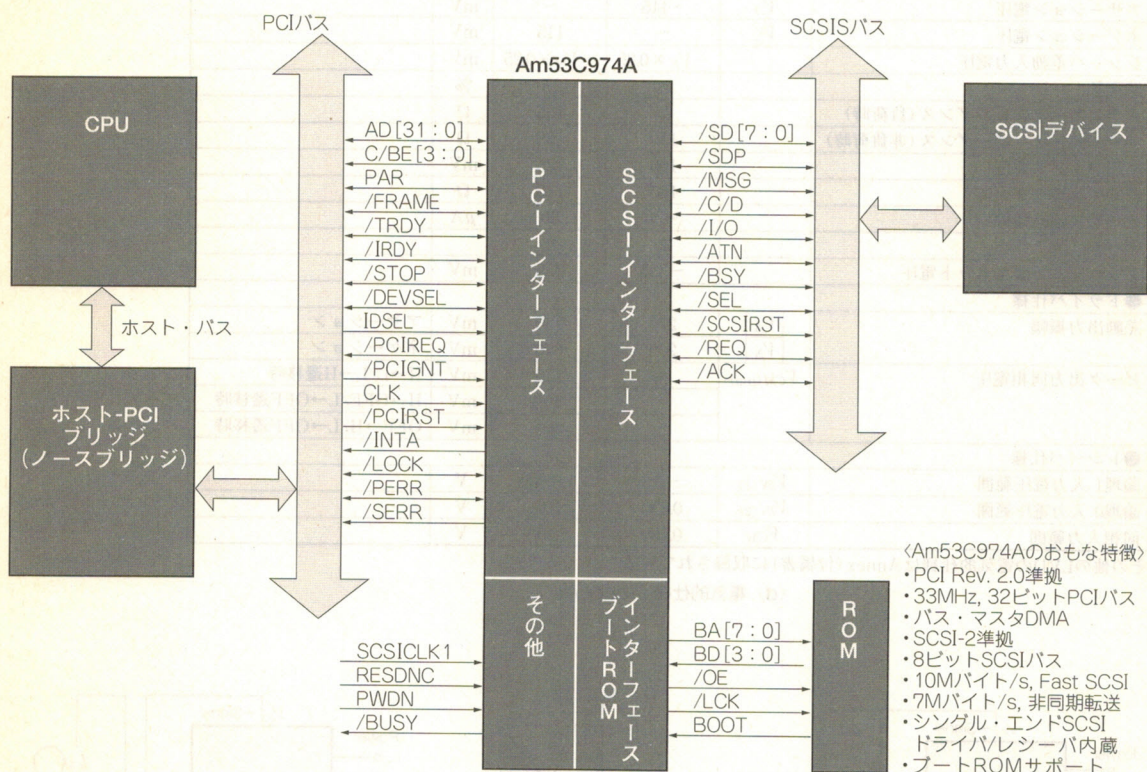 PCIバス
SCSISバス
Am53C974A
CPU
ホスト・バス
ホスト-PCI
ブリッジ
(ノースブリッジ)
AD[31:0]
C/BE[3:0]
PAR
/FRAME
/TRDY
/IRDY
/STOP
/DEVSEL
IDSEL
/PCIREQ
/PCIGNT
CLK
/PCIRST
/INTA
/LOCK
/PERR
/SERR
SCSICLK1
RESDNC
PWDN
/BUSY
PCIインターフェース
SCSI-インターフェース
その他
ブートROM
インターフェース
/SD[7:0]
/SDP
/MSG
/C/D
/I/O
/ATN
/BSY
/SEL
/SCSIRST
/REQ
/ACK
SCSIデバイス
BA[7:0]
BD[3:0]
/OE
/LCK
BOOT
ROM
〈Am53C974Aのおもな特徴〉
・PCI Rev. 2.0準拠
・33MHz, 32ビットPCIバス
・バス・マスタDMA
・SCSI-2準拠
・8ビットSCSIバス
・10Mバイト/s, Fast SCSI
・7Mバイト/s, 非同期転送
・シングル・エンドSCSI
ドライバ/レシーバ内蔵
・ブートROMサポート